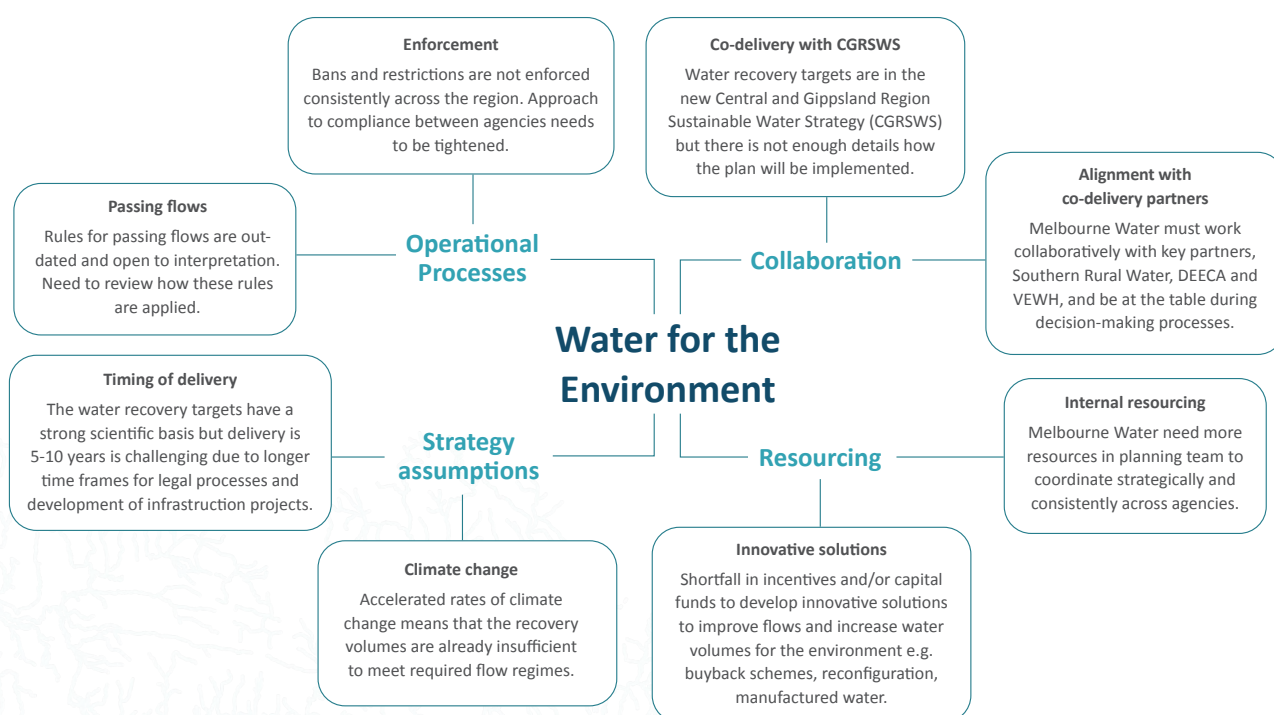 Enforcement
Bans and restrictions are not enforced
consistently across the region. Approach
to compliance between agencies needs
to be tightened.
Co-delivery with CGRSWS
Water recovery targets are in the
new Central and Gippsland Region
Sustainable Water Strategy (CGRSWS)
but there is not enough details how
the plan will be implemented.
Passing flows
Rules for passing flows are out-
dated and open to interpretation.
Need to review how these rules
are applied.
Operational
Processes
Collaboration
Alignment with
co-delivery partners
Melbourne Water must work
collaboratively with key partners,
Southern Rural Water, DEECA and
VEWH, and be at the table during
decision-making processes.
Water for the
Environment
Timing of delivery
The water recovery targets have a
strong scientific basis but delivery is
5-10 years is challenging due to longer
time frames for legal processes and
development of infrastruction projects.
Strategy
assumptions
Resourcing
Internal resourcing
Melbourne Water need more
resources in planning team to
coordinate strategically and
consistently across agencies.
Climate change
Accelerated rates of climate
change means that the recovery
volumes are already insufficient
to meet required flow regimes.
Innovative solutions
Shortfall in incentives and/or capital
funds to develop innovative solutions
to improve flows and increase water
volumes for the environment e.g.
buyback schemes, reconfiguration,
manufactured water.